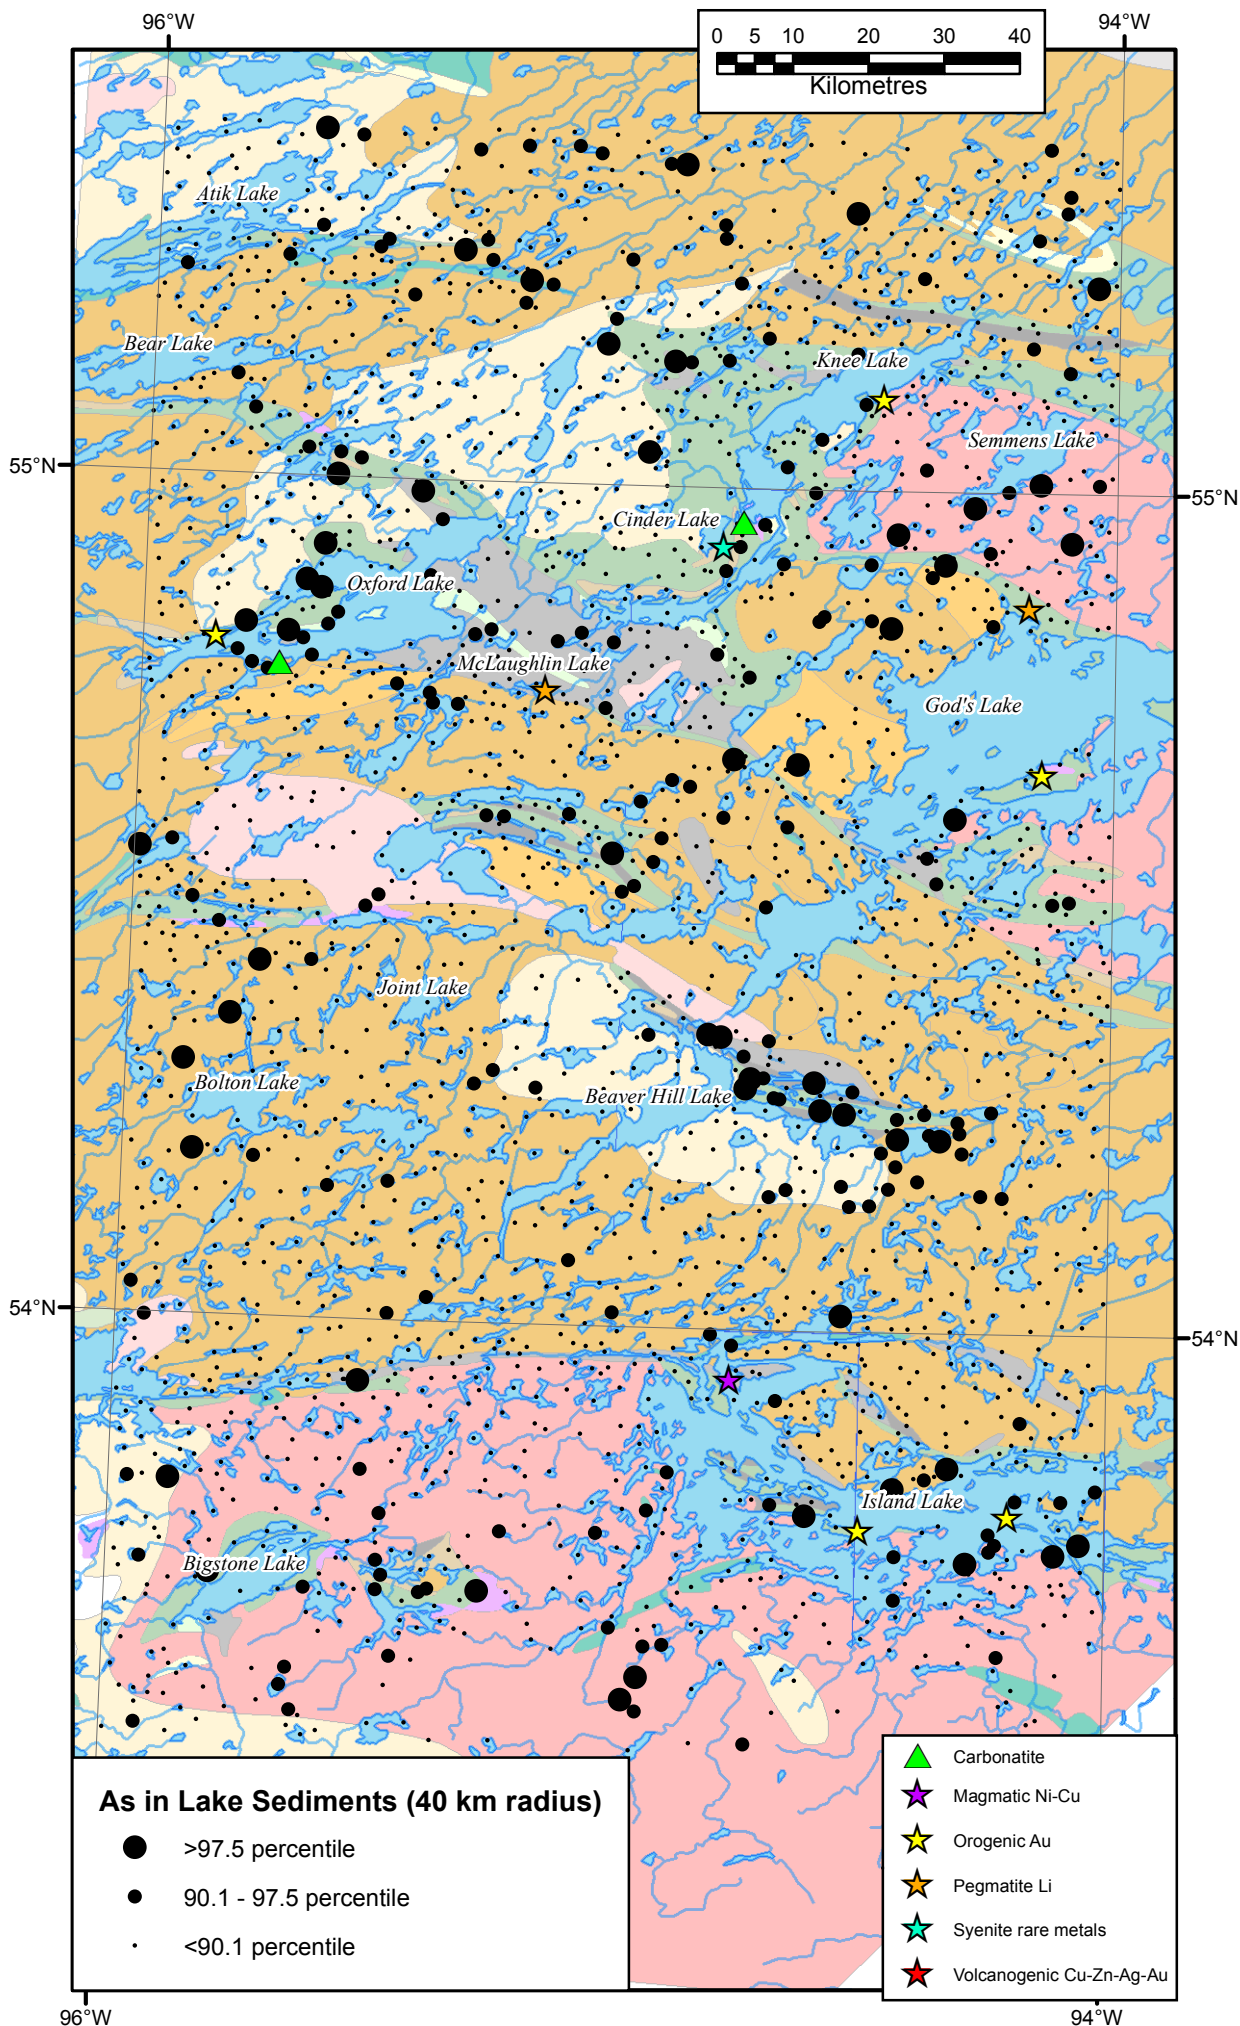 96°W
94°W
0 5 10 20 30 40
Kilometres
Atik Lake
Bear Lake
Knee Lake
Semmens Lake
55°N
55°N
Cinder Lake
Oxford Lake
McLaughlin Lake
God's Lake
Joint Lake
Bolton Lake
Beaver Hill Lake
54°N
54°N
Island Lake
Bigstone Lake
As in Lake Sediments (40 km radius)
>97.5 percentile
90.1 - 97.5 percentile
<90.1 percentile
Carbonatite
Magmatic Ni-Cu
Orogenic Au
Pegmatite Li
Syenite rare metals
Volcanogenic Cu-Zn-Ag-Au
96°W
94°W